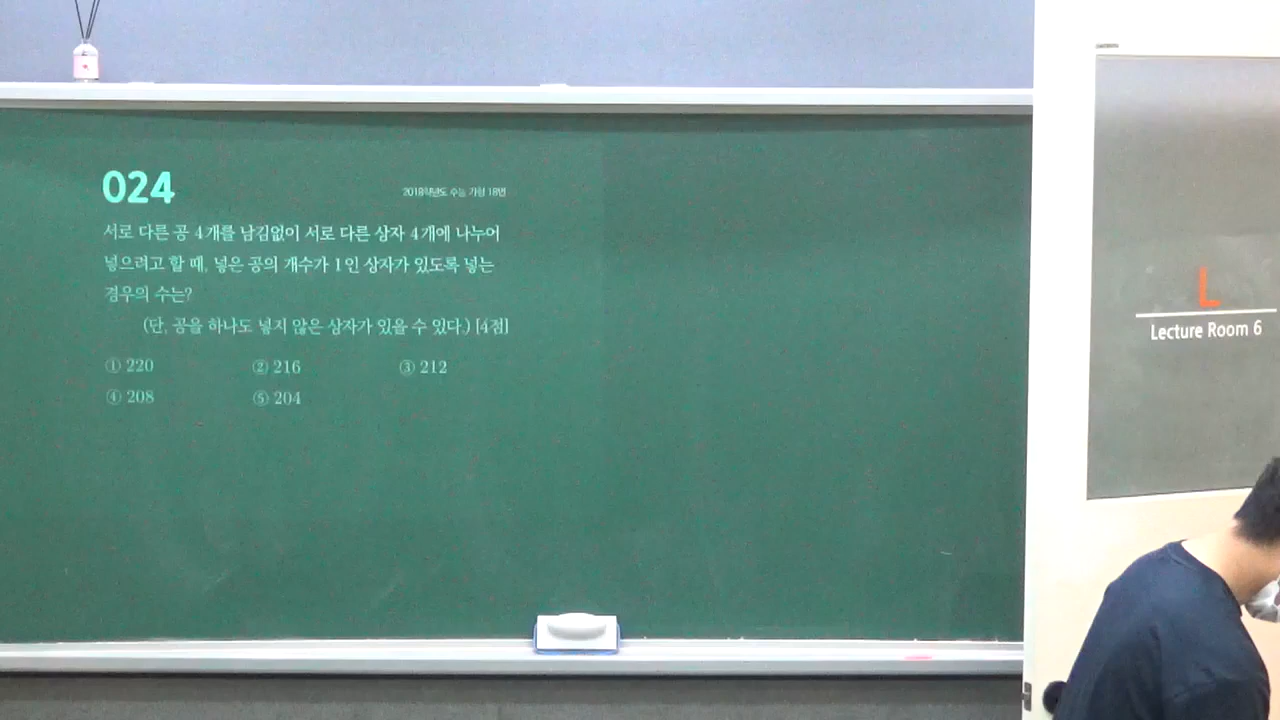 024
2018학년도 수능 가형 18번
서로 다른 공 4개를 남김없이 서로 다른 상자 4개에 나누어
넣으려고 할 때, 넣은 공의 개수가 1인 상자가 있도록 넣는
경우의 수는?
(단, 공을 하나도 넣지 않은 상자가 있을 수 있다.) [4점]
① 220 ② 216 ③ 212
④ 208 ⑤ 204
L
Lecture Room 6